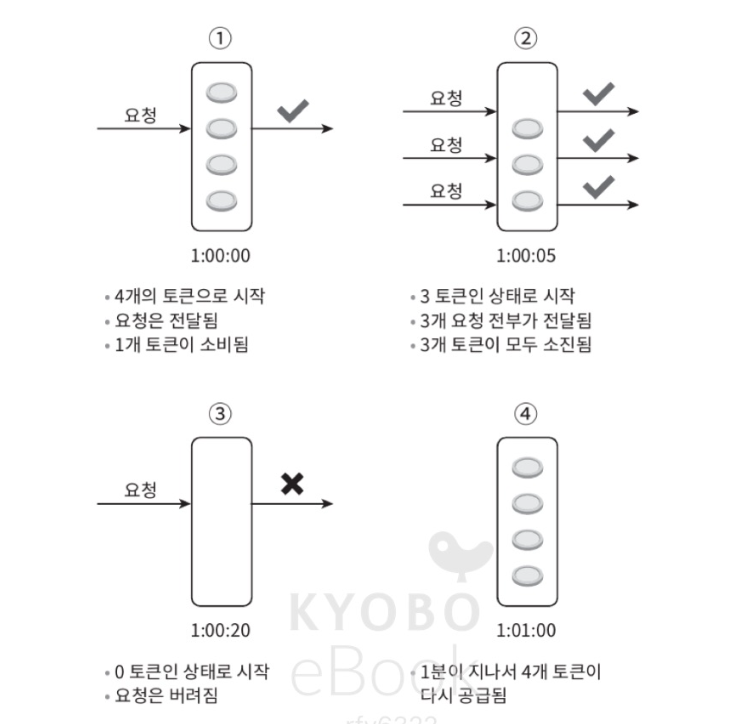 ①
요청
1:00:00
• 4개의 토큰으로 시작
• 요청은 전달됨
• 1개 토큰이 소비됨
②
요청
요청
요청
1:00:05
• 3 토큰인 상태로 시작
• 3개 요청 전부가 전달됨
• 3개 토큰이 모두 소진됨
③
요청
1:00:20
• 0 토큰인 상태로 시작
• 요청은 버려짐
④
1:01:00
• 1분이 지나서 4개 토큰이
다시 공급됨
KYOBO
eBook